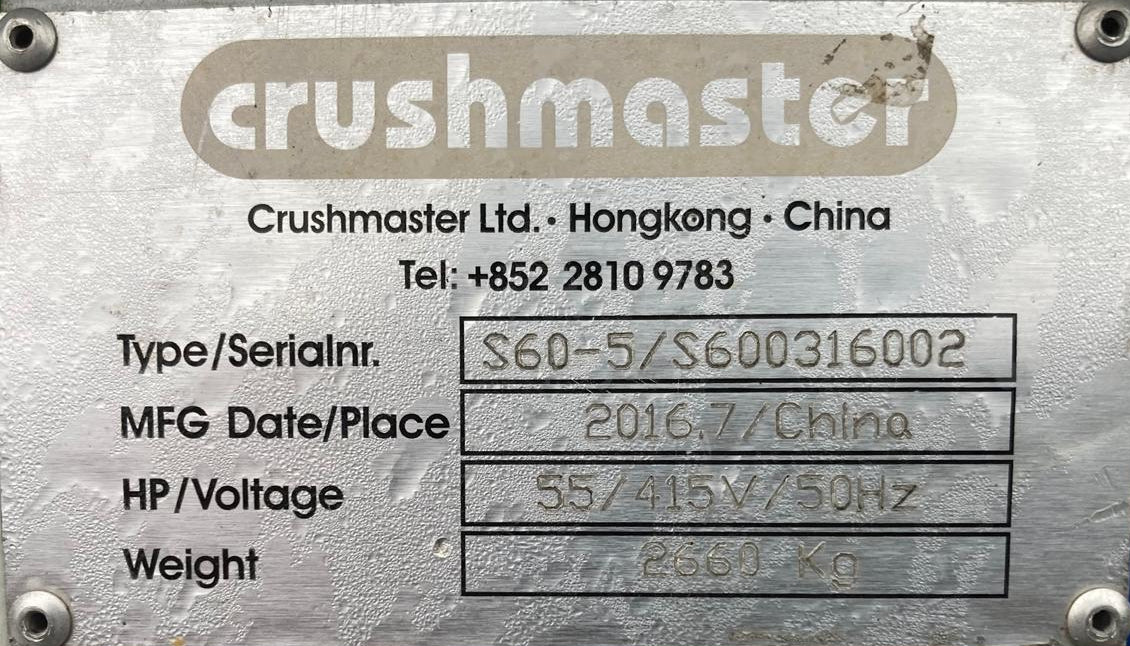 crushmaster
Crushmaster Ltd. • Hongkong • China
Tel: +852 2810 9783
Type/Serialnr. S60-5/S600316002
MFG Date/Place 2016.7/China
HP/Voltage 55/415V/50Hz
Weight 2660 Kg